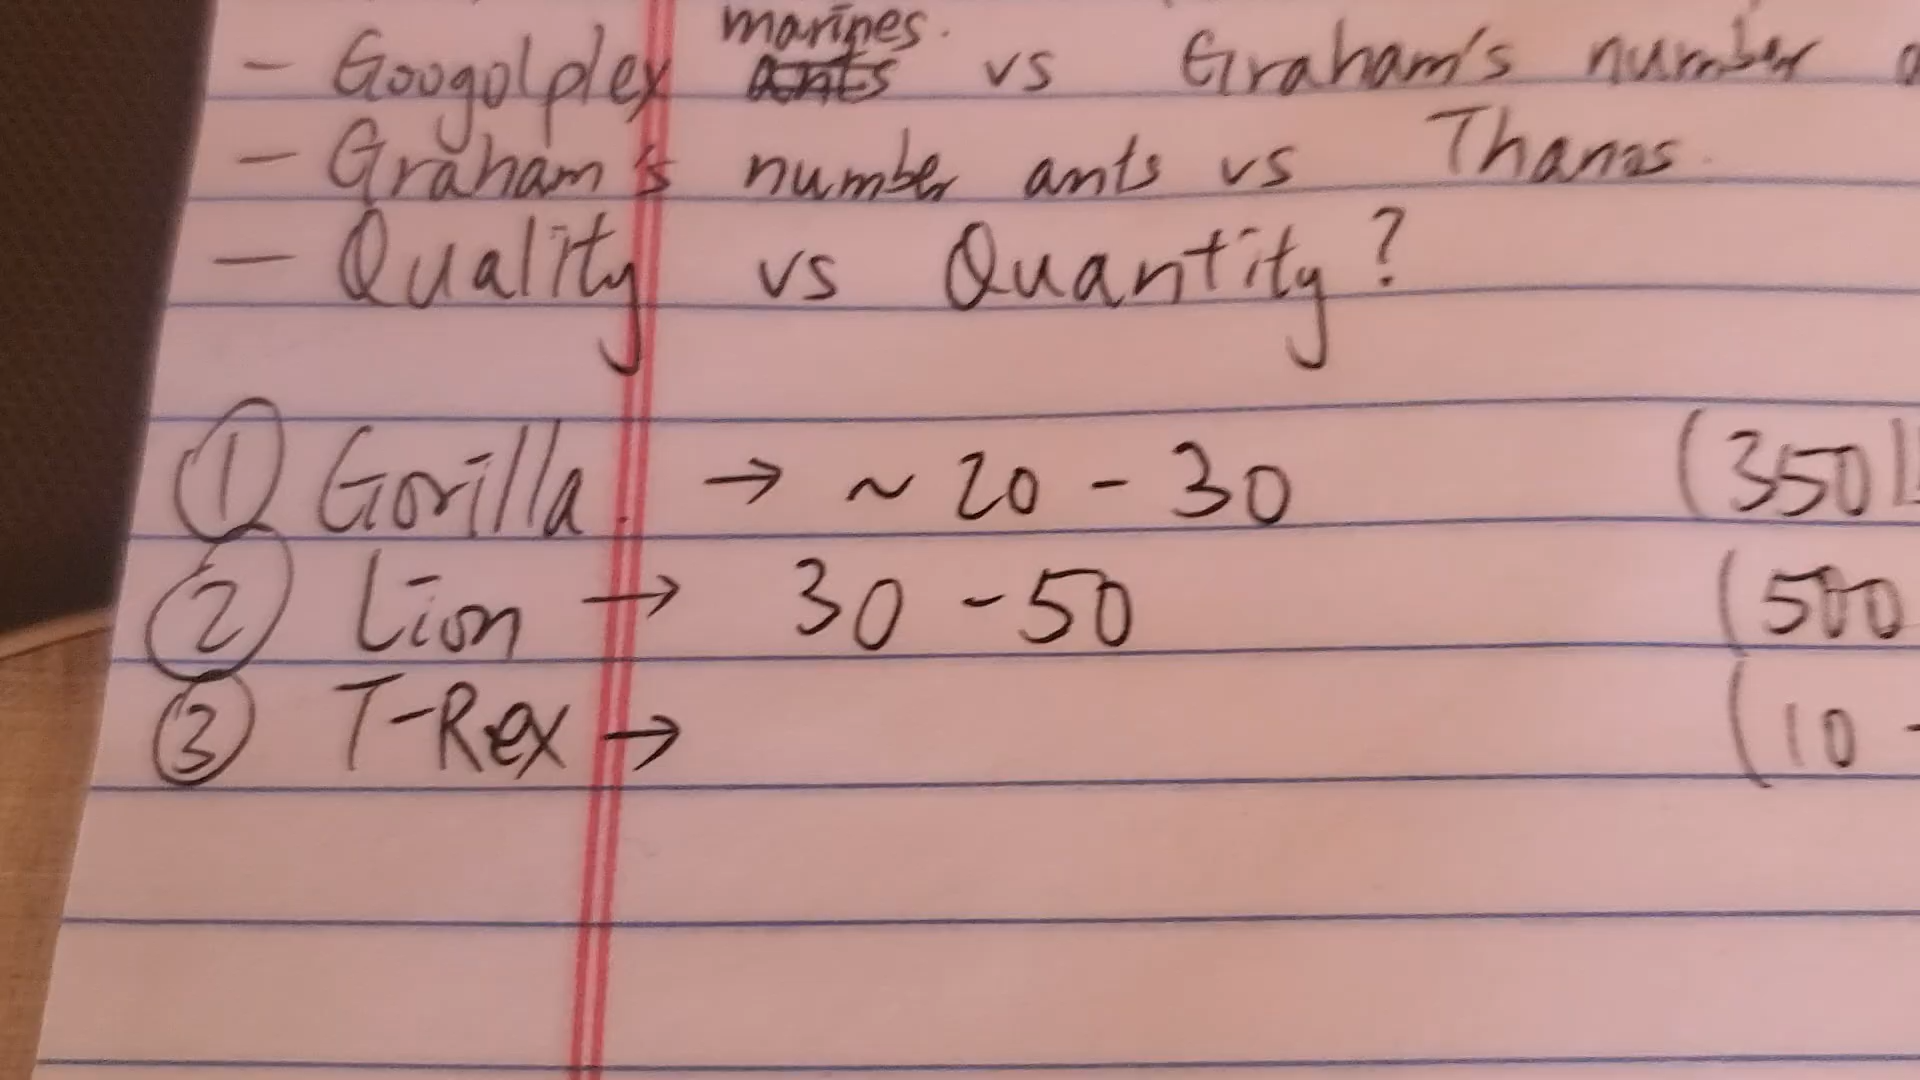 - Googolplex marines. vs Graham's number
- Graham's number ants vs Thanos.
- Quality vs Quantity?
① Gorilla. → ~ 20 - 30 (350
② Lion → 30 - 50 (500
③ T-Rex → (10 -